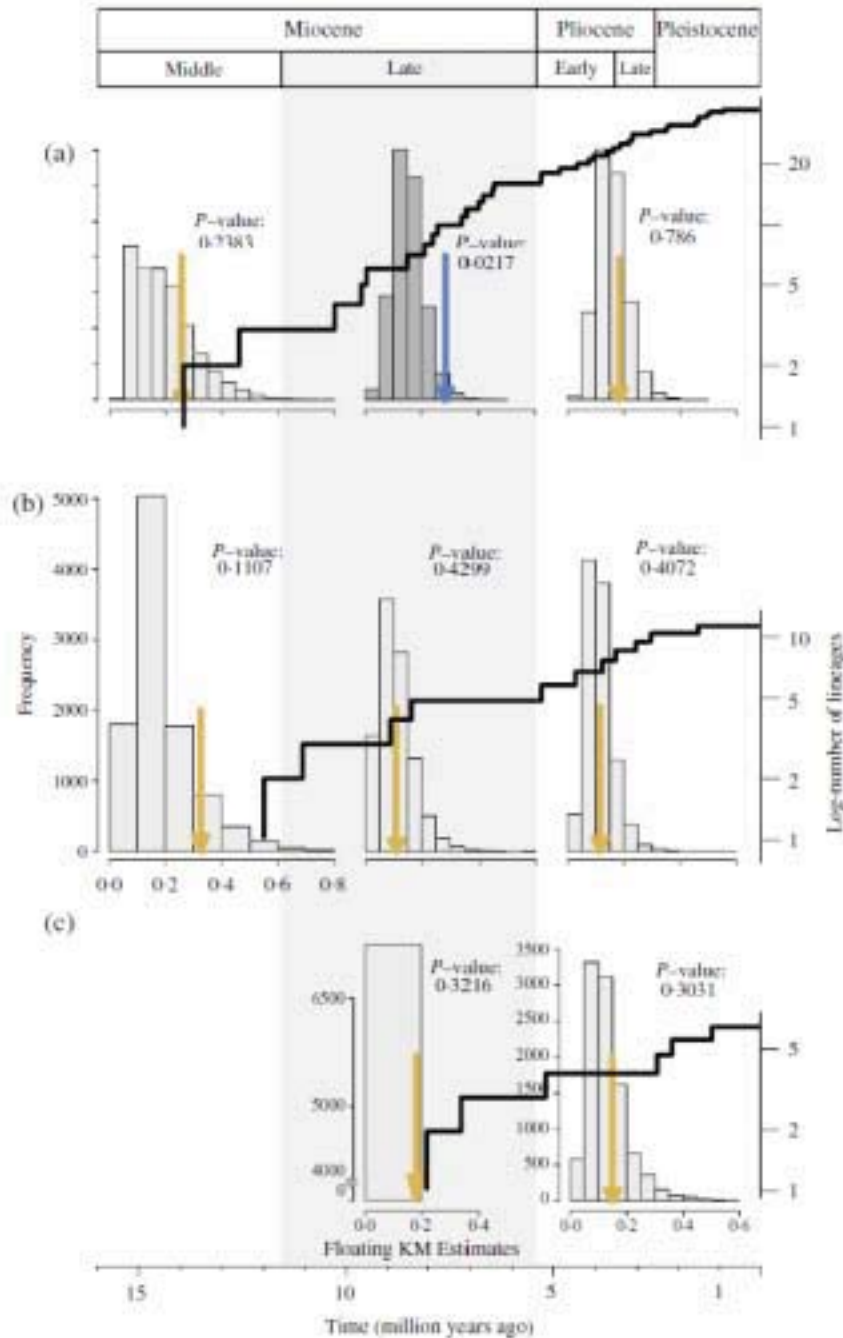 Miocene Pliocene Pleistocene
Middle Late Early Late
(a)
P-value:
0·2383
P-value:
0·0217
P-value:
0·786
20
5
2
1
(b)
P-value:
0·1107
P-value:
0·4299
P-value:
0·4072
5000
4000
3000
2000
1000
0
Frequency
0·0 0·2 0·4 0·6 0·8
10
5
2
1
Log-number of lineages
(c)
P-value:
0·3216
P-value:
0·3031
6500
5000
4000
0
3500
3000
2500
2000
1500
1000
500
0
5
2
1
0·0 0·2 0·4
0·0 0·2 0·4 0·6
Floating KM Estimates
15 10 5 1
Time (million years ago)